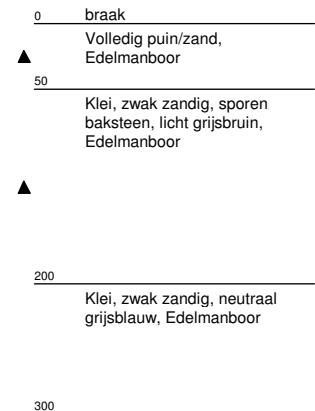 0 braak
Volledig puin/zand,
Edelmanboor
50
Klei, zwak zandig, sporen
baksteen, licht grijsbruin,
Edelmanboor
200
Klei, zwak zandig, neutraal
grijsblauw, Edelmanboor
300